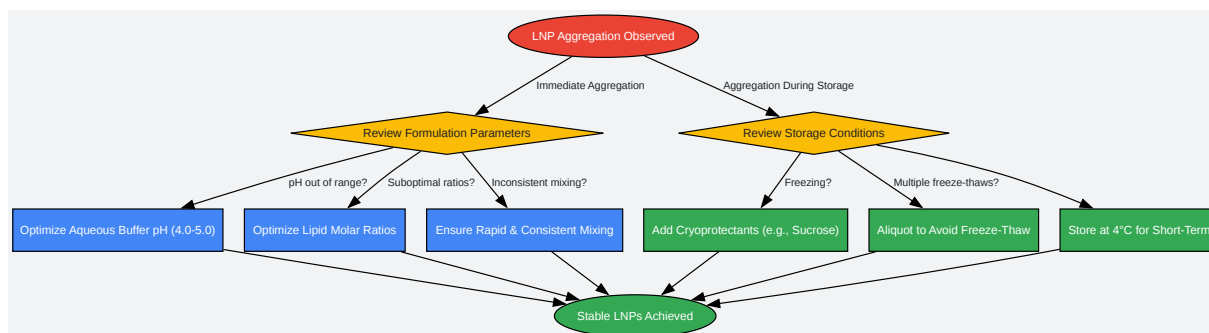 LNP Aggregation Observed
Immediate Aggregation
Aggregation During Storage
Review Formulation Parameters
Review Storage Conditions
pH out of range?
Suboptimal ratios?
Inconsistent mixing?
Freezing?
Multiple freeze-thaws?
Optimize Aqueous Buffer pH (4.0-5.0)
Optimize Lipid Molar Ratios
Ensure Rapid & Consistent Mixing
Add Cryoprotectants (e.g., Sucrose)
Aliquot to Avoid Freeze-Thaw
Store at 4°C for Short-Term
Stable LNPs Achieved